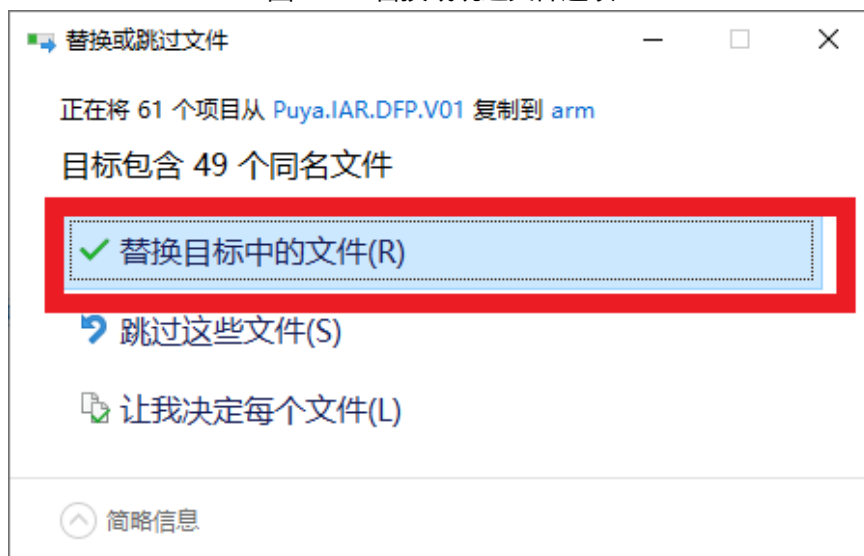 替换或跳过文件
正在将 61 个项目从 Puya.IAR.DFP.V01 复制到 arm
目标包含 49 个同名文件
替换目标中的文件(R)
跳过这些文件(S)
让我决定每个文件(L)
简略信息